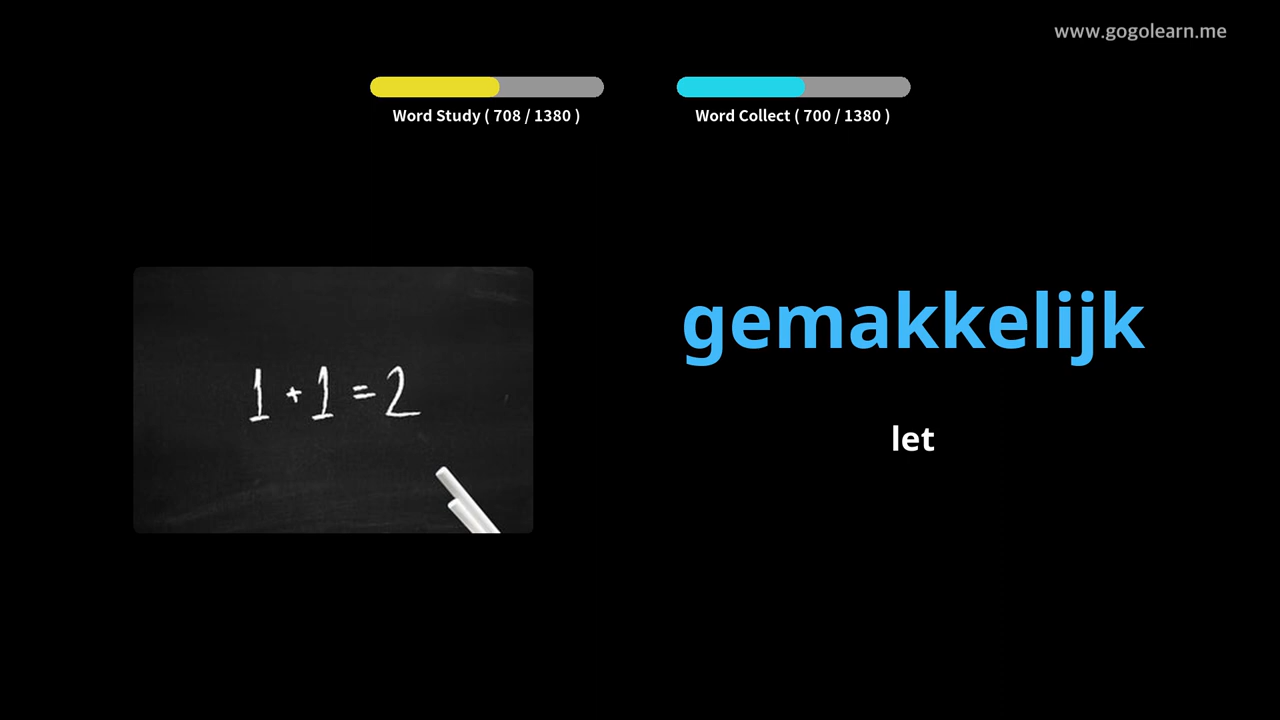 www.gogolearn.me
Word Study ( 708 / 1380 )
Word Collect ( 700 / 1380 )
gemakkelijk
1 + 1 = 2
let